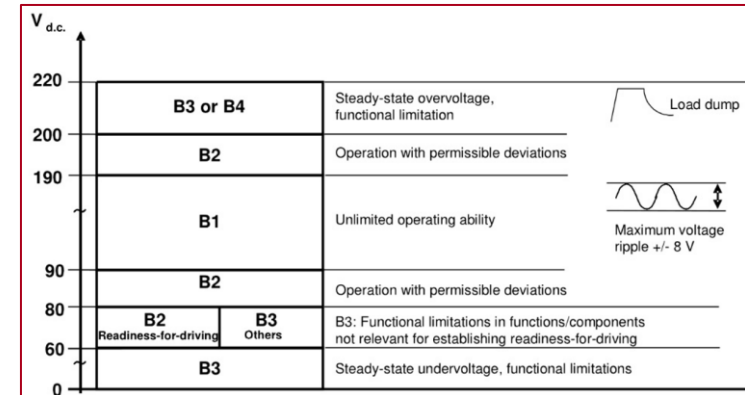 V d.c.
220
B3 or B4
Steady-state overvoltage,
functional limitation
Load dump
200
B2
Operation with permissible deviations
190
B1
Unlimited operating ability
Maximum voltage
ripple +/- 8 V
90
B2
Operation with permissible deviations
80
B2
Readiness-for-driving
B3
Others
B3: Functional limitations in functions/components
not relevant for establishing readiness-for-driving
60
B3
Steady-state undervoltage, functional limitations
0